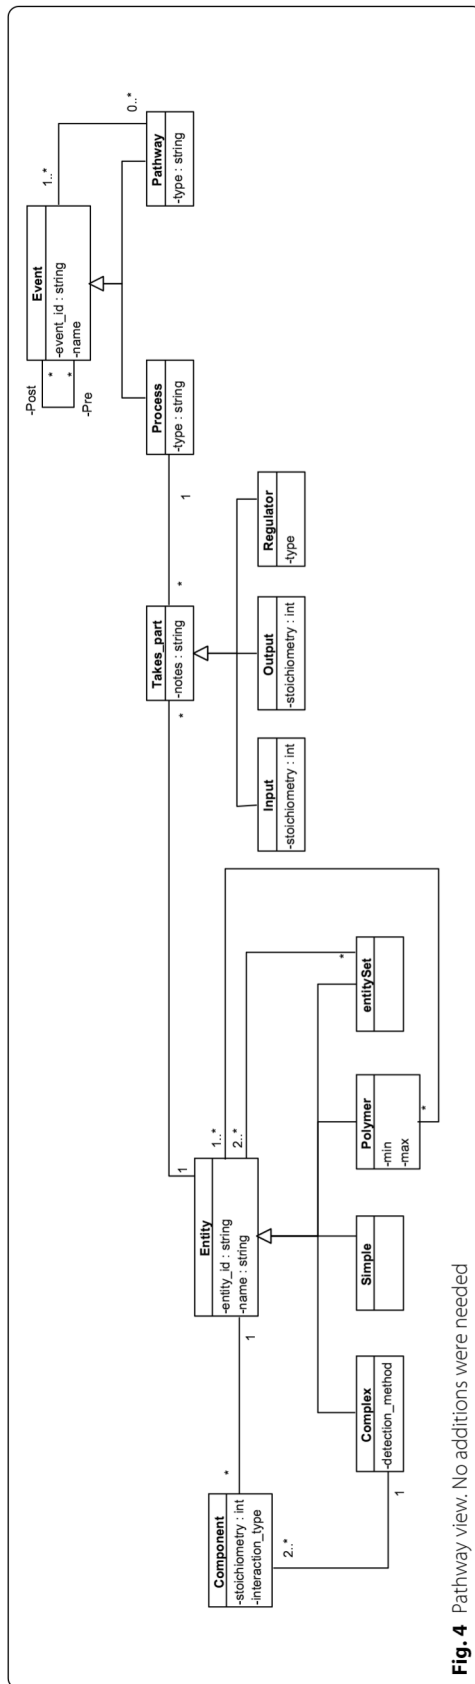 Component
-stoichiometry : int
-interaction_type
*
2..*
1
1
Complex
-detection_method
Entity
-entity_id : string
-name : string
1
1..*
2..*
Simple
Polymer
-min
-max
*
entitySet
*
Takes_part
-notes : string
*
*
1
Input
-stoichiometry : int
Output
-stoichiometry : int
Regulator
-type
Process
-type : string
Event
-event_id : string
-name
-Post
*
*
-Pre
1..*
0..*
Pathway
-type : string
Fig. 4 Pathway view. No additions were needed